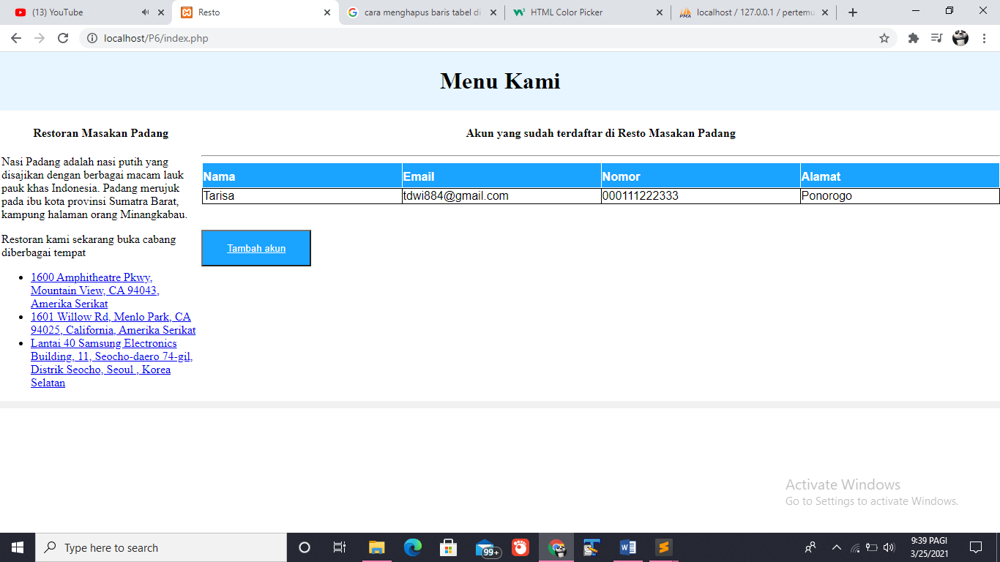 (13) YouTube
Resto
cara menghapus baris tabel di
HTML Color Picker
localhost / 127.0.0.1 / pertemu
localhost/P6/index.php
Menu Kami
Restoran Masakan Padang
Nasi Padang adalah nasi putih yang
disajikan dengan berbagai macam lauk
pauk khas Indonesia. Padang merujuk
pada ibu kota provinsi Sumatra Barat,
kampung halaman orang Minangkabau.
Restoran kami sekarang buka cabang
diberbagai tempat
1600 Amphitheatre Pkwy,
Mountain View, CA 94043,
Amerika Serikat
1601 Willow Rd, Menlo Park, CA
94025, California, Amerika Serikat
Lantai 40 Samsung Electronics
Building, 11, Seocho-daero 74-gil,
Distrik Seocho, Seoul , Korea
Selatan
Akun yang sudah terdaftar di Resto Masakan Padang
Nama Email Nomor Alamat
Tarisa tdwi884@gmail.com 000111222333 Ponorogo
Tambah akun
Activate Windows
Go to Settings to activate Windows.
Type here to search
99+
9:39 PAGI
3/25/2021